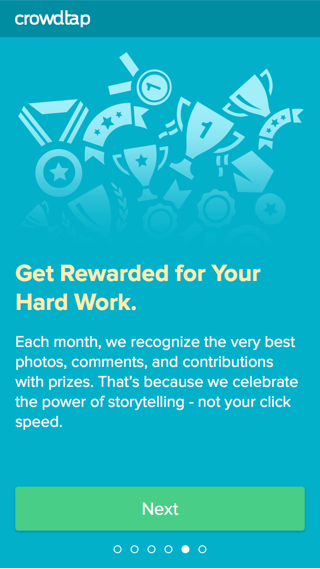 crowdtap
1
1
Get Rewarded for Your
Hard Work.
Each month, we recognize the very best
photos, comments, and contributions
with prizes. That's because we celebrate
the power of storytelling - not your click
speed.
Next